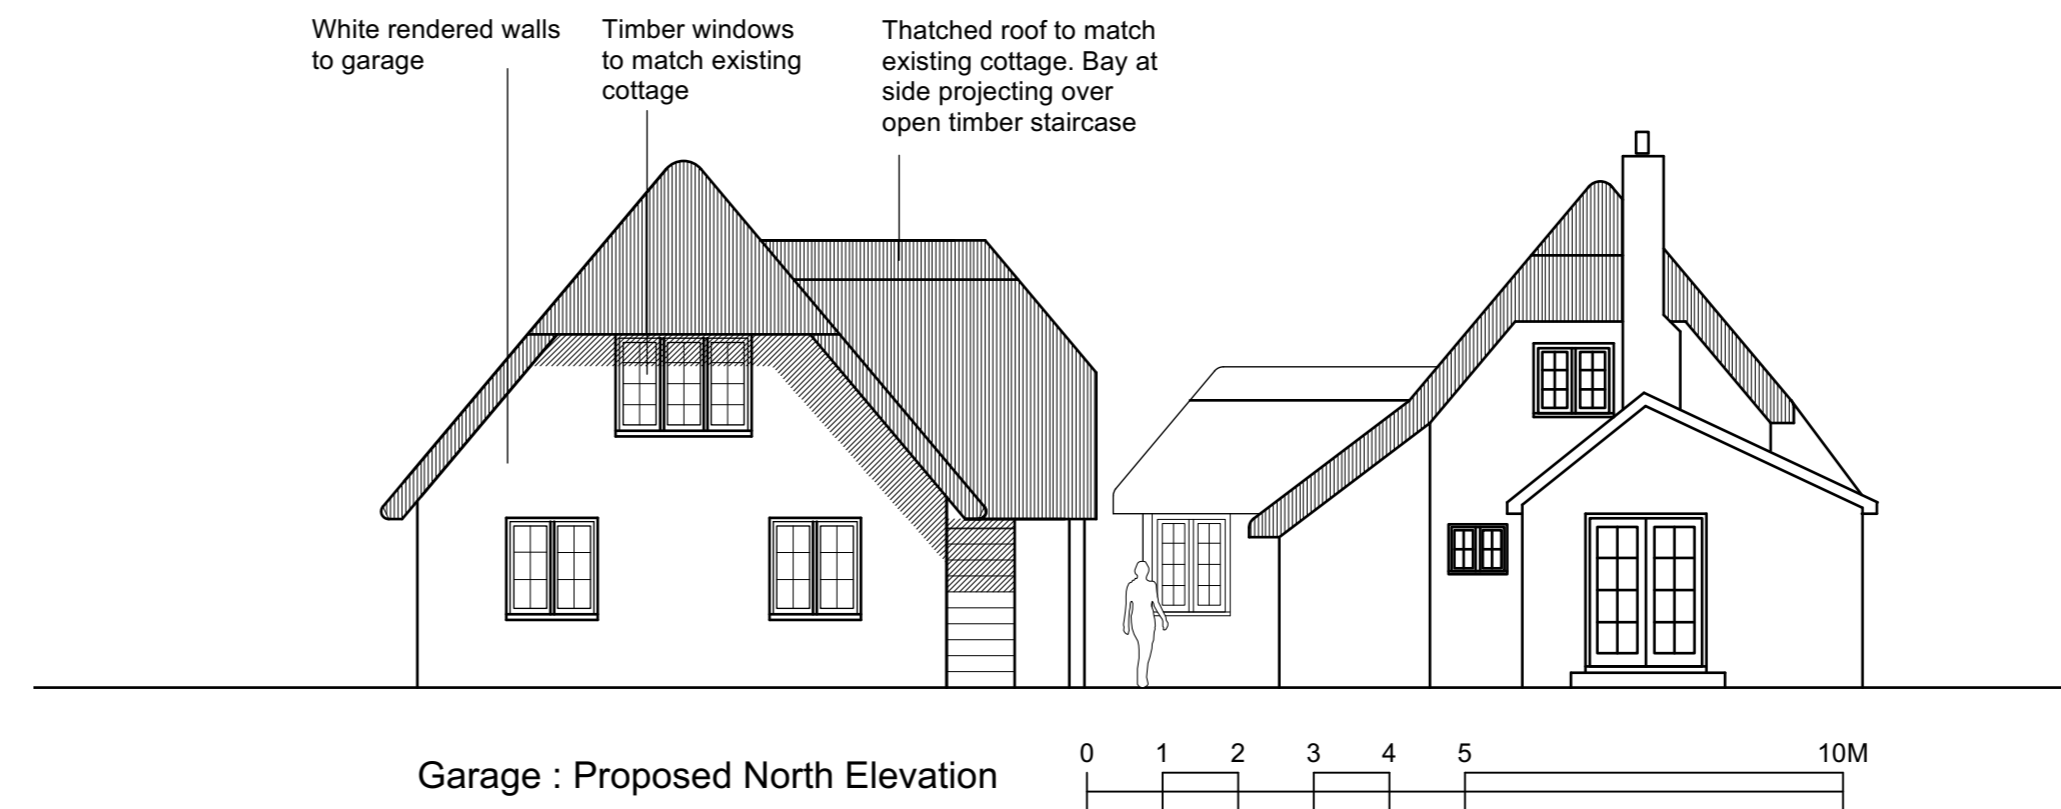 White rendered walls
to garage
Timber windows
to match existing
cottage
Thatched roof to match
existing cottage. Bay at
side projecting over
open timber staircase
Garage : Proposed North Elevation
0 1 2 3 4 5 10M